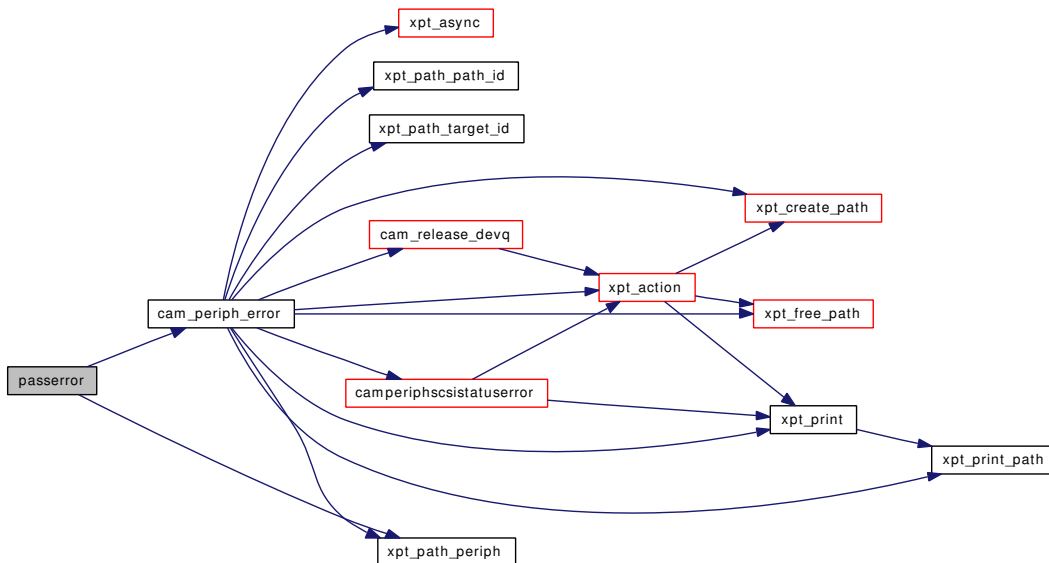 xpt_async
xpt_path_path_id
xpt_path_target_id
xpt_create_path
cam_release_devq
xpt_action
cam_periph_error
xpt_free_path
passerror
camperiphscsistatuserror
xpt_print
xpt_print_path
xpt_path_periph